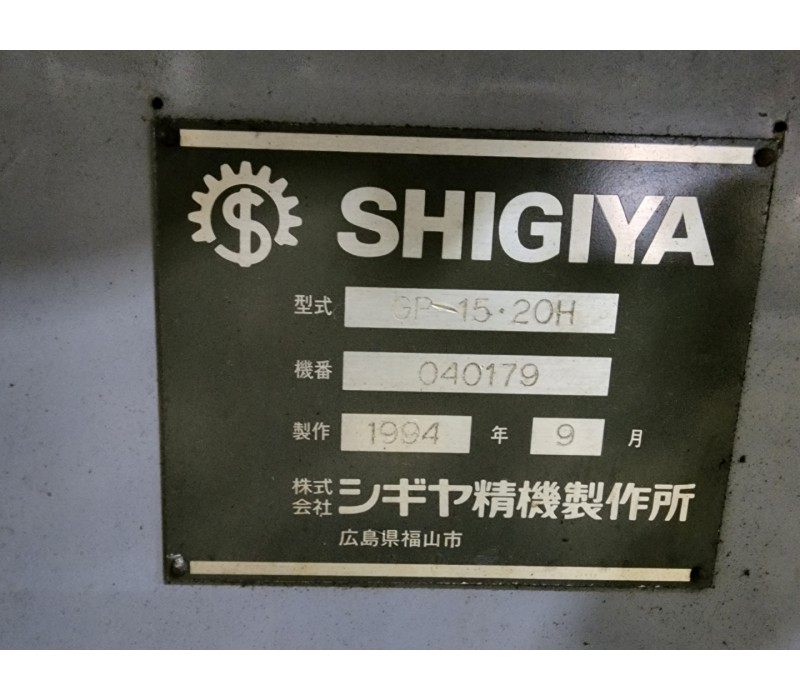 SHIGIYA
型式 GP-15・20H
機番 040179
製作 1994 年 9 月
株式会社 シギヤ精機製作所
広島県福山市